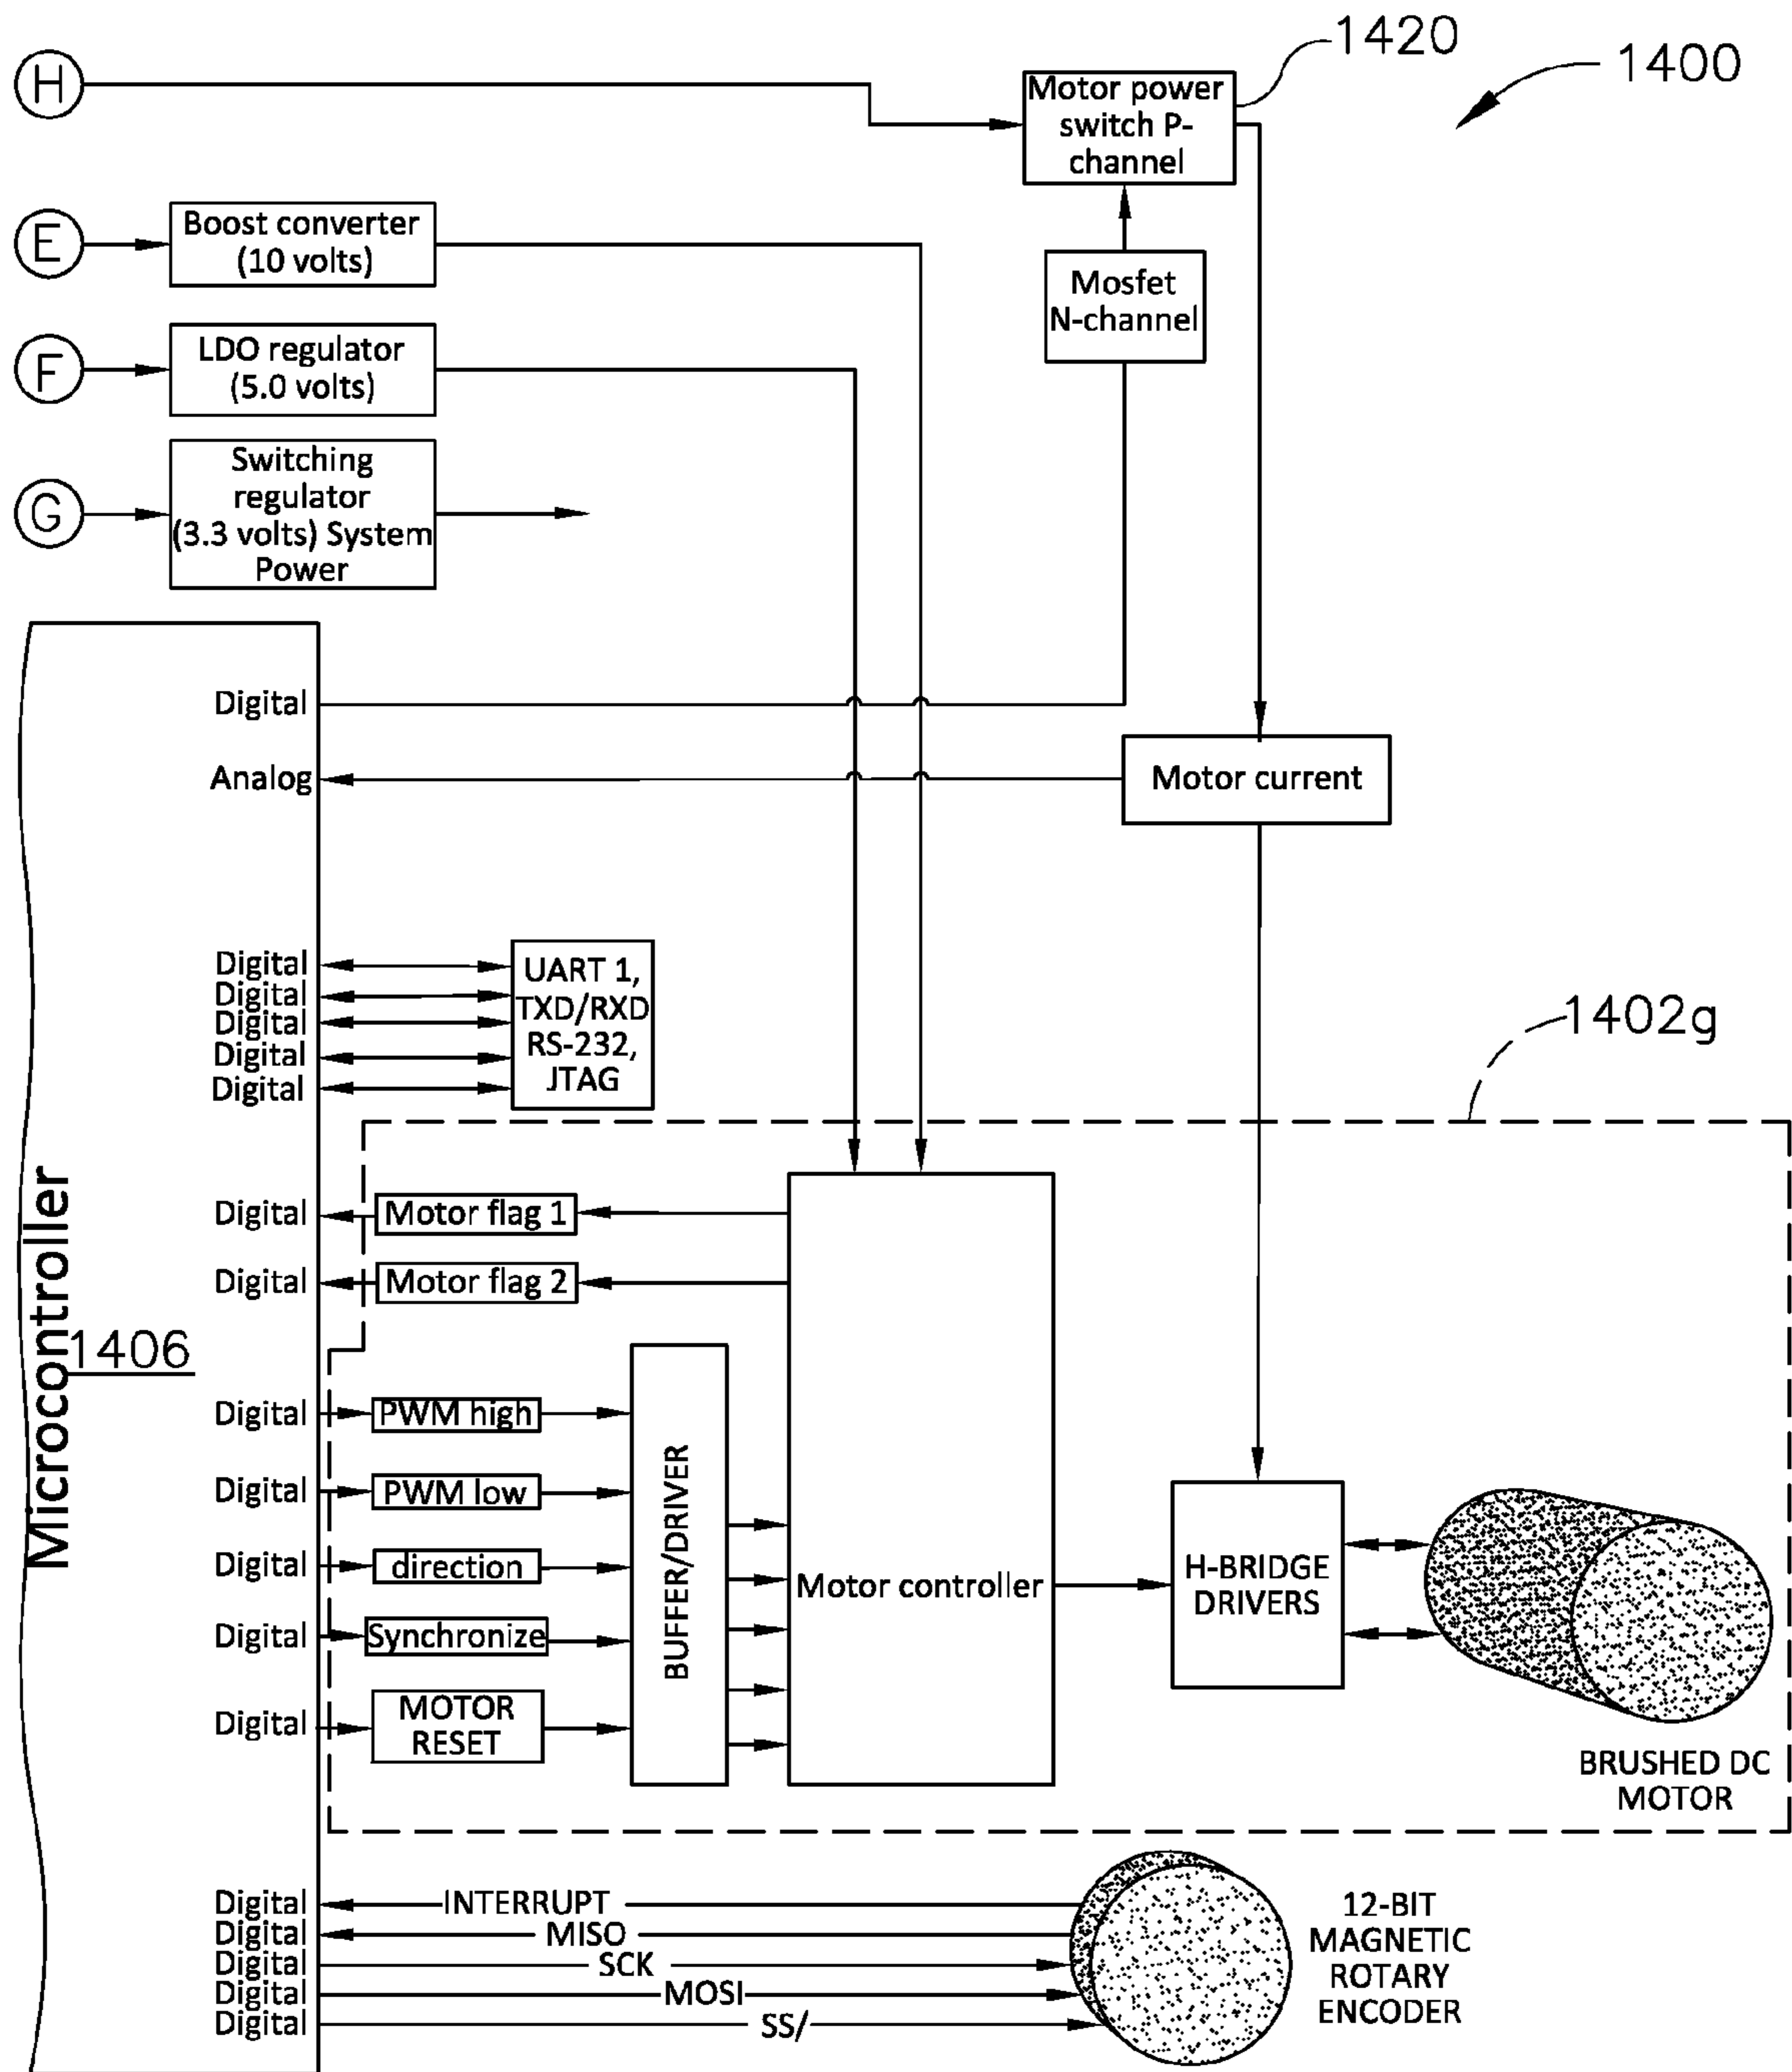 1420
1400
H
Motor power
switch P-
channel
E
Boost converter
(10 volts)
Mosfet
N-channel
F
LDO regulator
(5.0 volts)
G
Switching
regulator
(3.3 volts) System
Power
Digital
Analog
Motor current
Digital
Digital
Digital
Digital
Digital
UART 1,
TXD/RXD
RS-232,
JTAG
1402g
Microcontroller
1406
Digital
Motor flag 1
Digital
Motor flag 2
Digital
PWM high
Digital
PWM low
Digital
direction
Digital
Synchronize
Digital
MOTOR
RESET
BUFFER/DRIVER
Motor controller
H-BRIDGE
DRIVERS
BRUSHED DC
MOTOR
Digital
INTERRUPT
Digital
MISO
Digital
SCK
Digital
MOSI
Digital
SS/
12-BIT
MAGNETIC
ROTARY
ENCODER